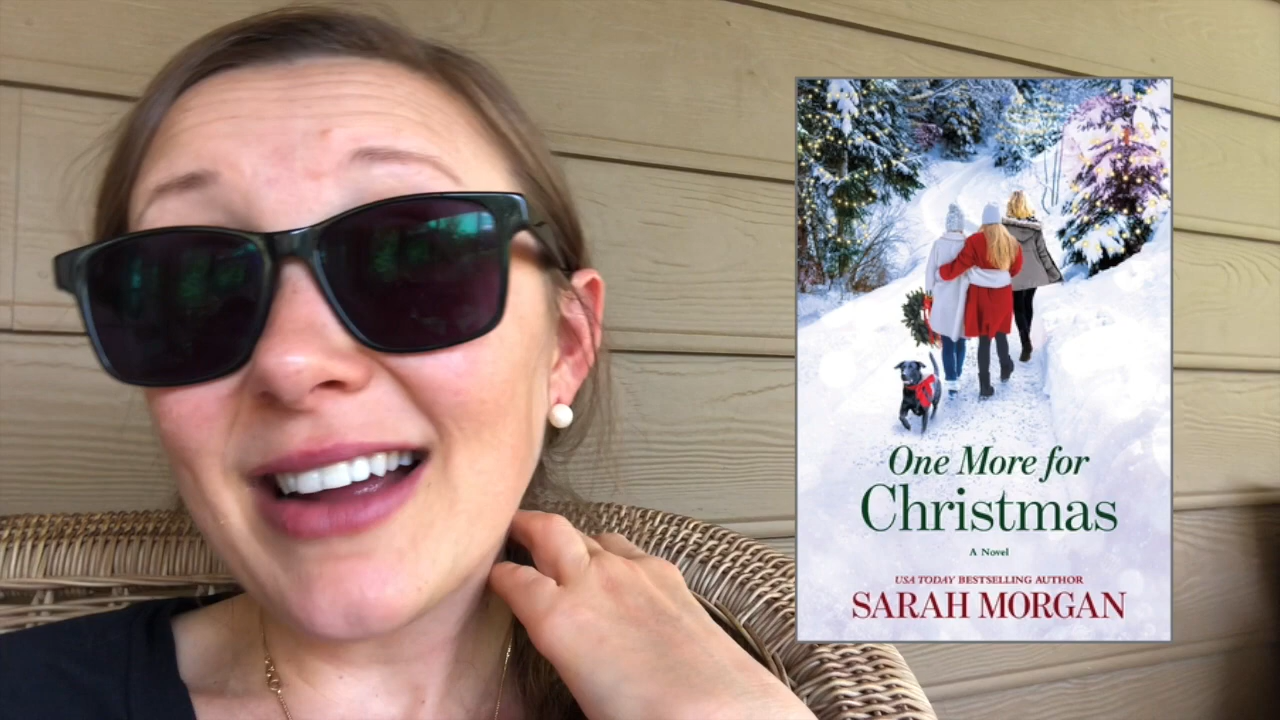 One More for
Christmas
A Novel
USA TODAY BESTSELLING AUTHOR
SARAH MORGAN